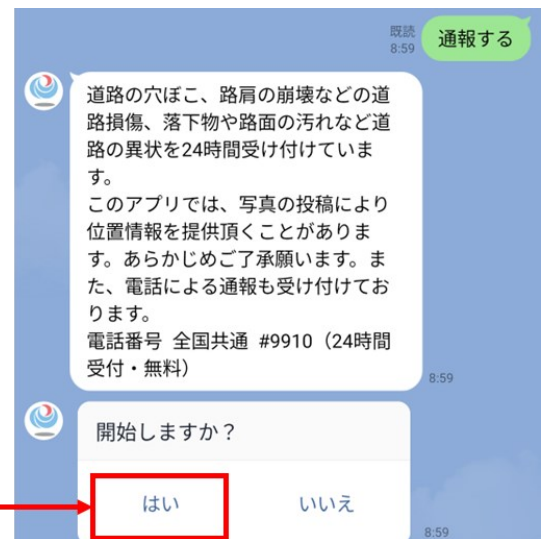 既読
8:59
通報する
道路の穴ぼこ、路肩の崩壊などの道
路損傷、落下物や路面の汚れなど道
路の異状を24時間受け付けていま
す。
このアプリでは、写真の投稿により
位置情報を提供頂くことがありま
す。あらかじめご了承願います。ま
た、電話による通報も受け付けてお
ります。
電話番号 全国共通 #9910（24時間
受付・無料）
8:59
開始しますか？
はい
いいえ
8:59